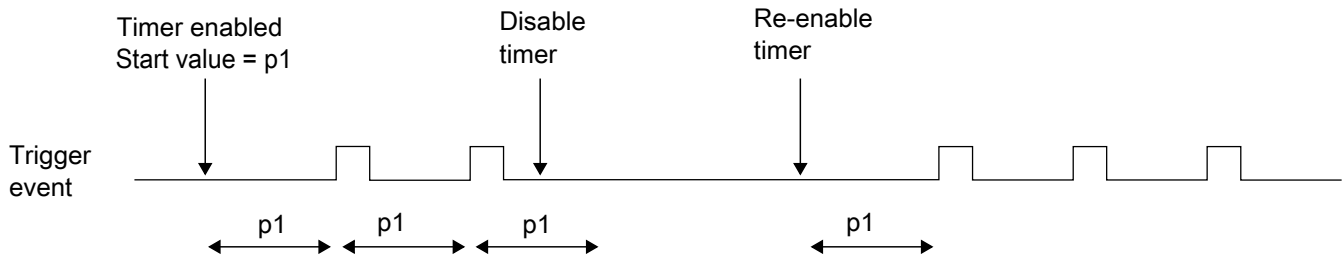 Timer enabled
Start value = p1
Disable
timer
Re-enable
timer
Trigger
event
p1
p1
p1
p1